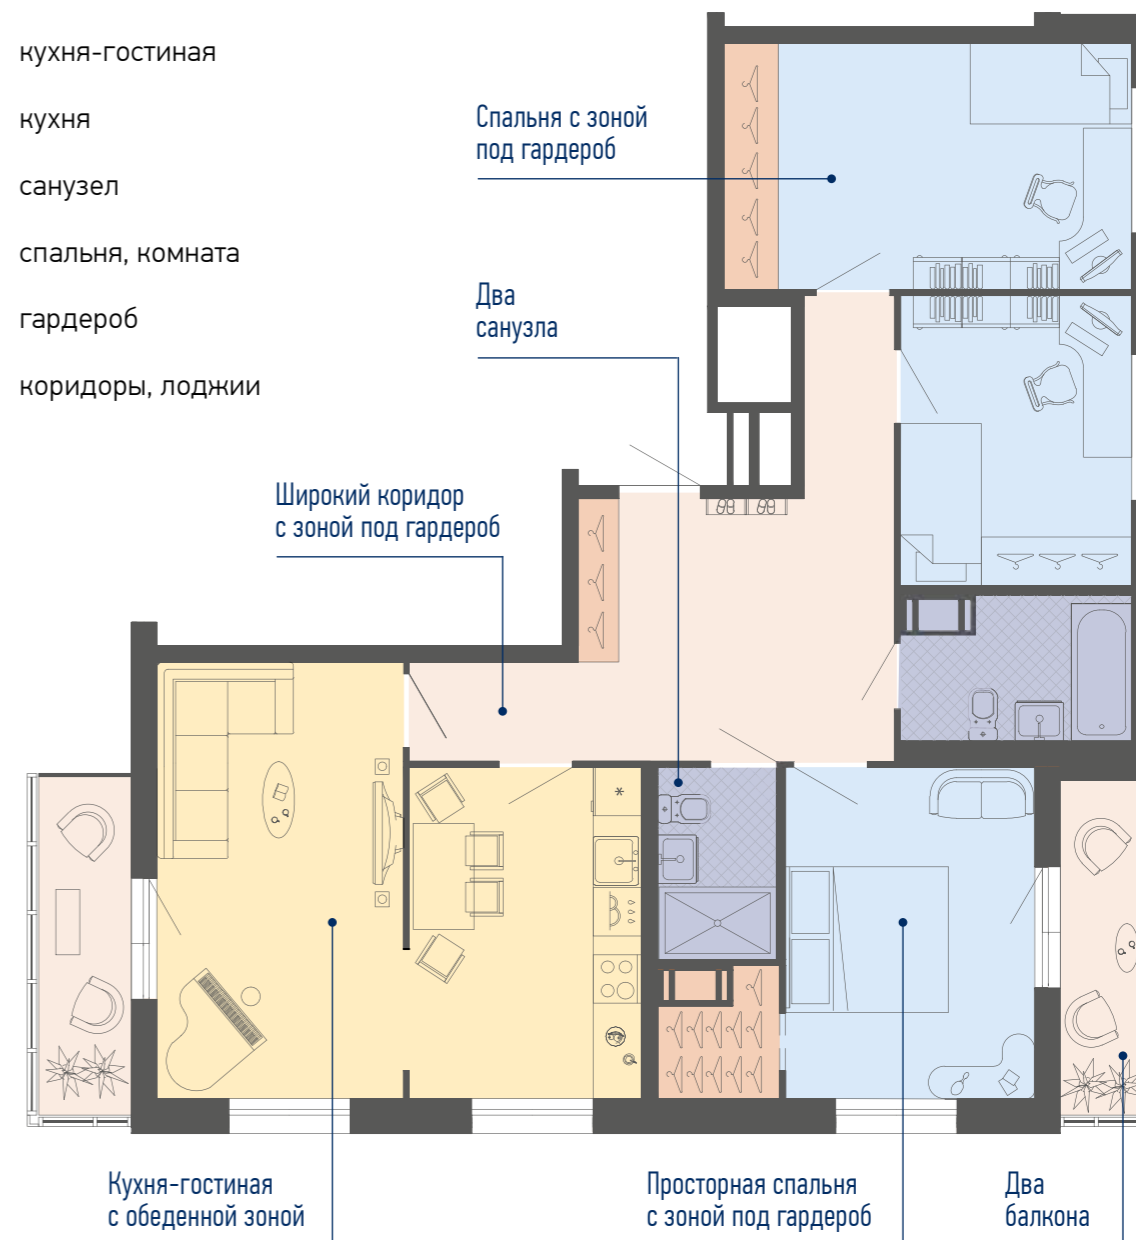 кухня-гостиная
кухня
санузел
спальня, комната
гардероб
коридоры, лоджии
Спальня с зоной
под гардероб
Два
санузла
Широкий коридор
с зоной под гардероб
Кухня-гостиная
с обеденной зоной
Просторная спальня
с зоной под гардероб
Два
балкона